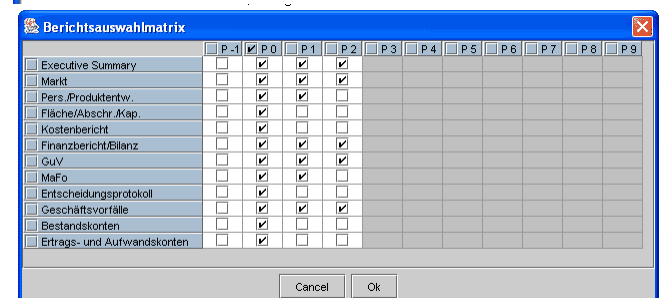 Berichtsauswahlmatrix
P -1 P 0 P 1 P 2 P 3 P 4 P 5 P 6 P 7 P 8 P 9
Executive Summary
Markt
Pers./Produktentw.
Fläche/Abschr./Kap.
Kostenbericht
Finanzbericht/Bilanz
GuV
MaFo
Entscheidungsprotokoll
Geschäftsvorfälle
Bestandskonten
Ertrags- und Aufwandskonten
Cancel Ok